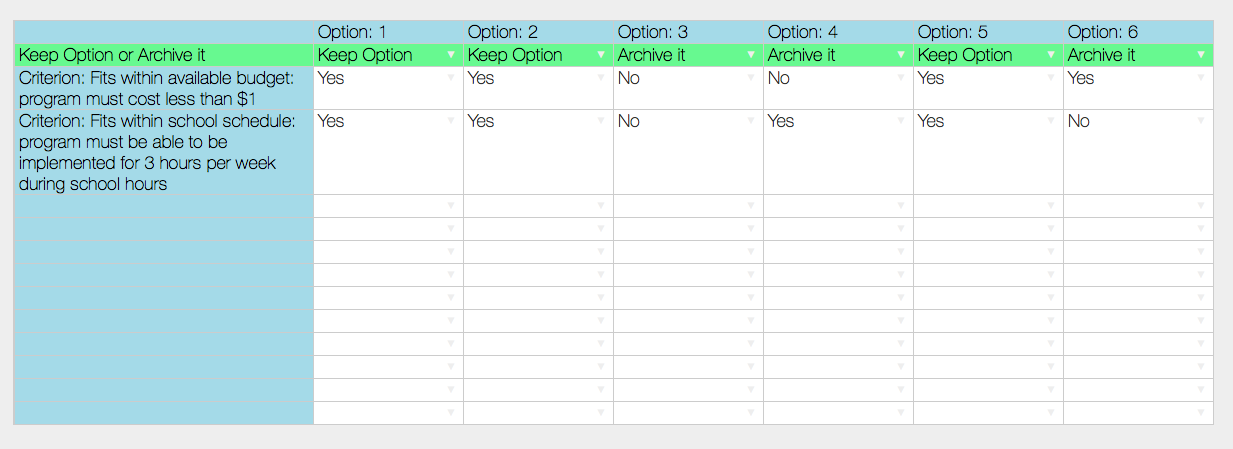 Option: 1 Option: 2 Option: 3 Option: 4 Option: 5 Option: 6
Keep Option or Archive it Keep Option Keep Option Archive it Archive it Keep Option Archive it
Criterion: Fits within available budget: Yes Yes No No Yes Yes
program must cost less than $1
Criterion: Fits within school schedule: Yes Yes No Yes Yes No
program must be able to be
implemented for 3 hours per week
during school hours